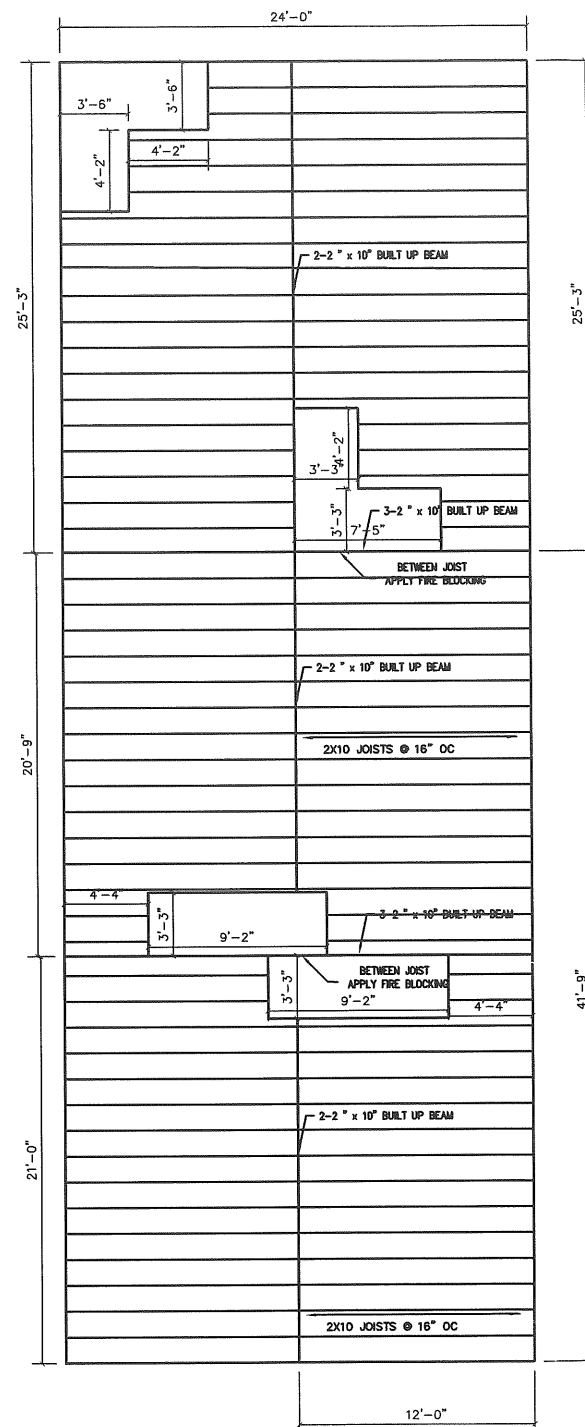 24'-0"
3'-6"
3'-6"
4'-2"
4'-2"
2-2 " x 10" BUILT UP BEAM
25'-3"
25'-3"
4'-2"
3'-3"
3'-3"
3-2 " x 10" BUILT UP BEAM
7'-5"
BETWEEN JOIST
APPLY FIRE BLOCKING
2-2 " x 10" BUILT UP BEAM
2X10 JOISTS @ 16" OC
20'-9"
4'-4"
3'-3"
9'-2"
3-2 " x 10" BUILT UP BEAM
BETWEEN JOIST
APPLY FIRE BLOCKING
3'-3"
9'-2"
4'-4"
41'-9"
2-2 " x 10" BUILT UP BEAM
21'-0"
2X10 JOISTS @ 16" OC
12'-0"